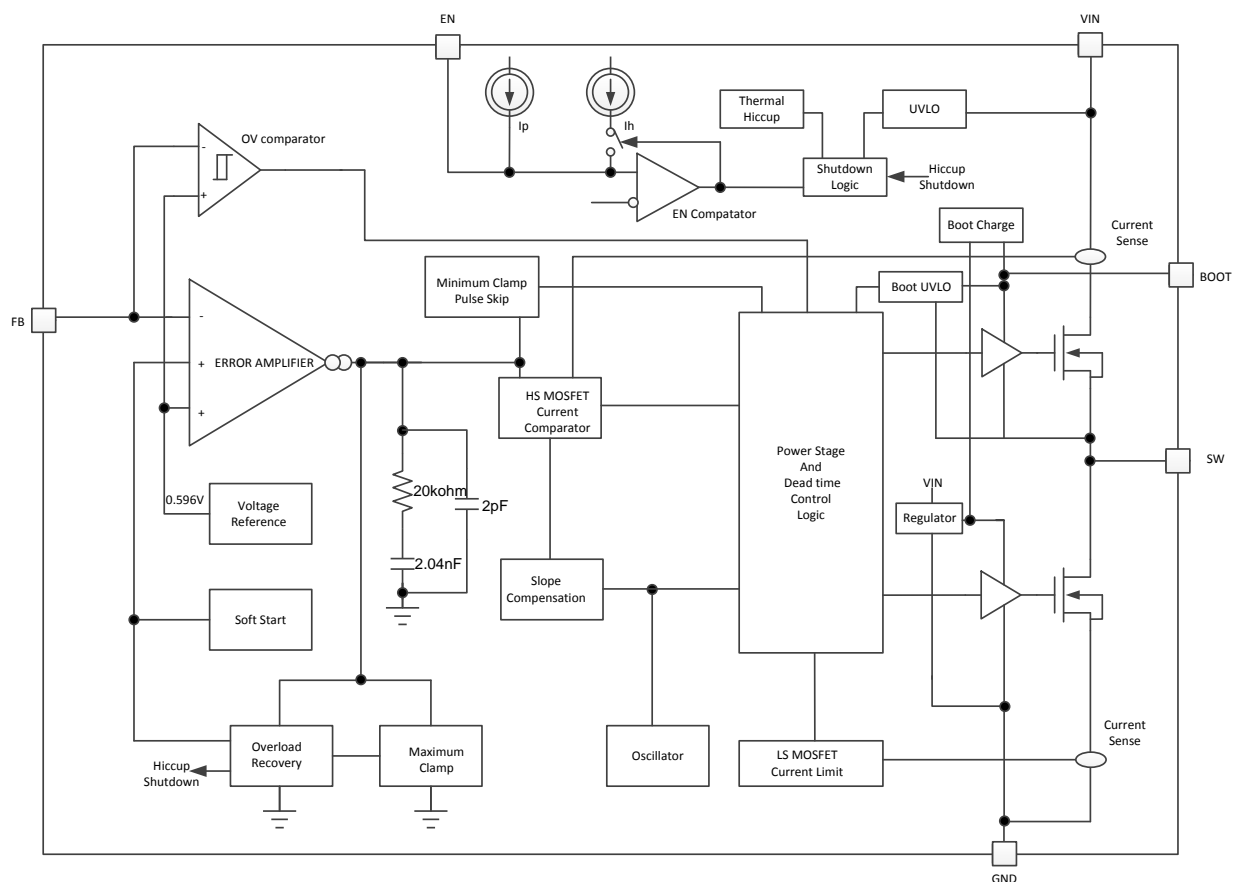 EN
VIN
Thermal
Hiccup
UVLO
Ip
Ih
OV comparator
-
+
Shutdown
Logic
Hiccup
Shutdown
EN Compatator
Boot Charge
Current
Sense
BOOT
Minimum Clamp
Pulse Skip
Boot UVLO
FB
-
+
ERROR AMPLIFIER
+
HS MOSFET
Current
Comparator
Power Stage
And
Dead time
Control
Logic
SW
0.596V
Voltage
Reference
20kohm
2pF
2.04nF
VIN
Regulator
Slope
Compensation
Soft Start
Overload
Recovery
Maximum
Clamp
Hiccup
Shutdown
Oscillator
LS MOSFET
Current Limit
Current
Sense
GND